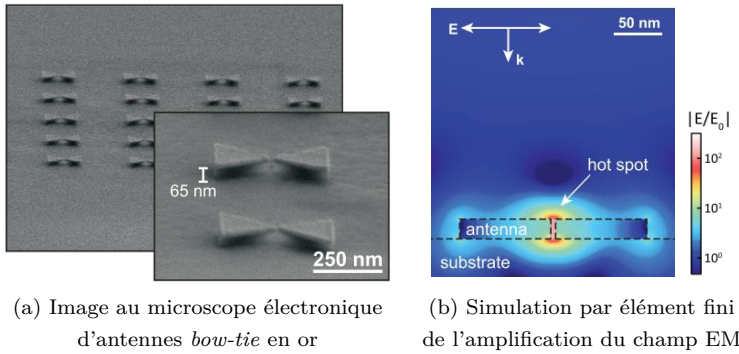 65 nm
250 nm
E
k
50 nm
|E/E₀|
10²
10¹
10⁰
hot spot
antenna
substrate
(a) Image au microscope électronique
d'antennes bow-tie en or
(b) Simulation par élément fini
de l'amplification du champ EM